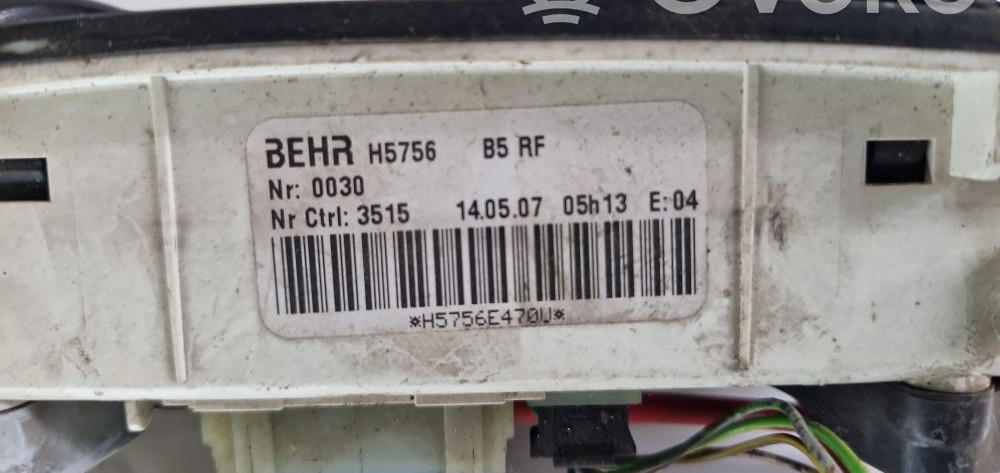 BEHR H5756 B5 RF
Nr: 0030
Nr Ctrl: 3515 14.05.07 05h13 E: 04
*H5756E470U*